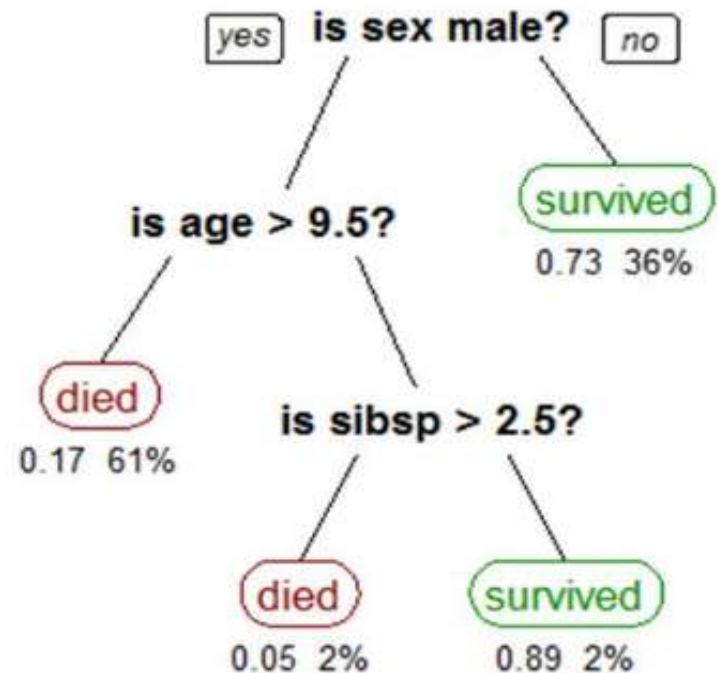 yes is sex male? no
survived
is age > 9.5?
0.73 36%
died
is sibsp > 2.5?
0.17 61%
died survived
0.05 2% 0.89 2%